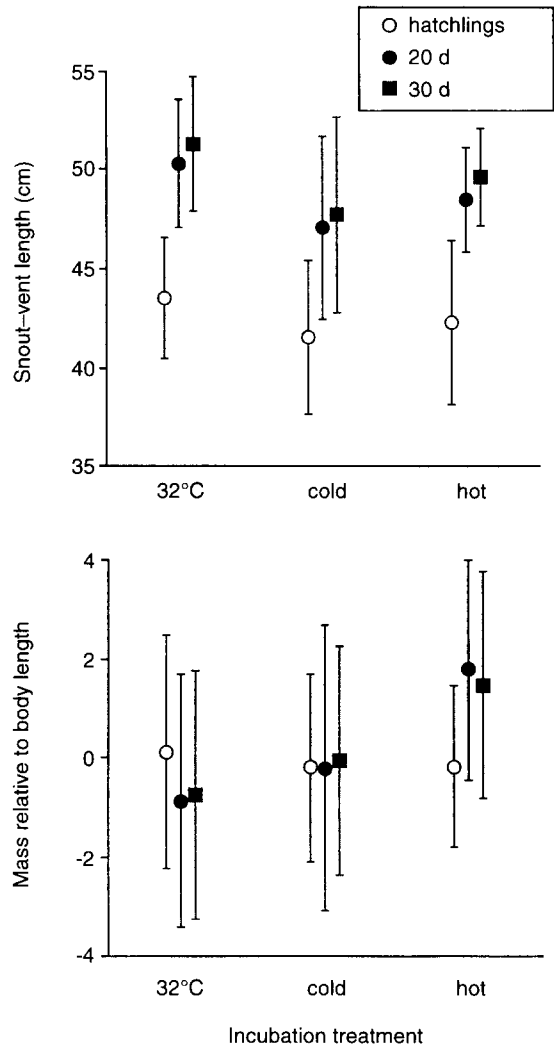 hatchlings
20 d
30 d
55
50
45
40
35
Snout–vent length (cm)
32°C cold hot
4
2
0
-2
-4
Mass relative to body length
32°C cold hot
Incubation treatment